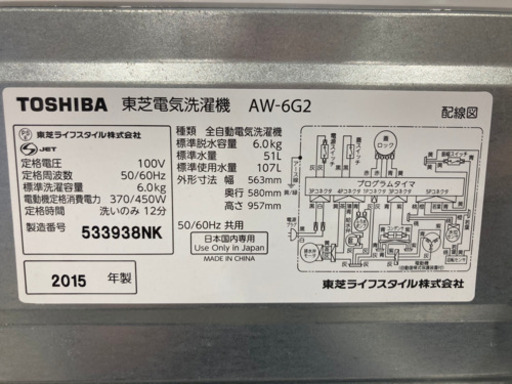 TOSHIBA 東芝電気洗濯機 AW-6G2 配線図
東芝ライフスタイル株式会社
JET
定格電圧 100V
定格周波数 50/60Hz
標準洗濯容量 6.0kg
電動機定格消費電力 370/450W
定格時間 洗いのみ 12分
製造番号 533938NK
2015 年製
種類 全自動電気洗濯機
標準脱水容量 6.0kg
標準水量 51L
標準使用水量 107L
外形寸法 幅 563mm
奥行 580mm
高さ 957mm
50/60Hz 共用
日本国内専用
Use Only in Japan
MADE IN CHINA
プログラムタイマ
東芝ライフスタイル株式会社